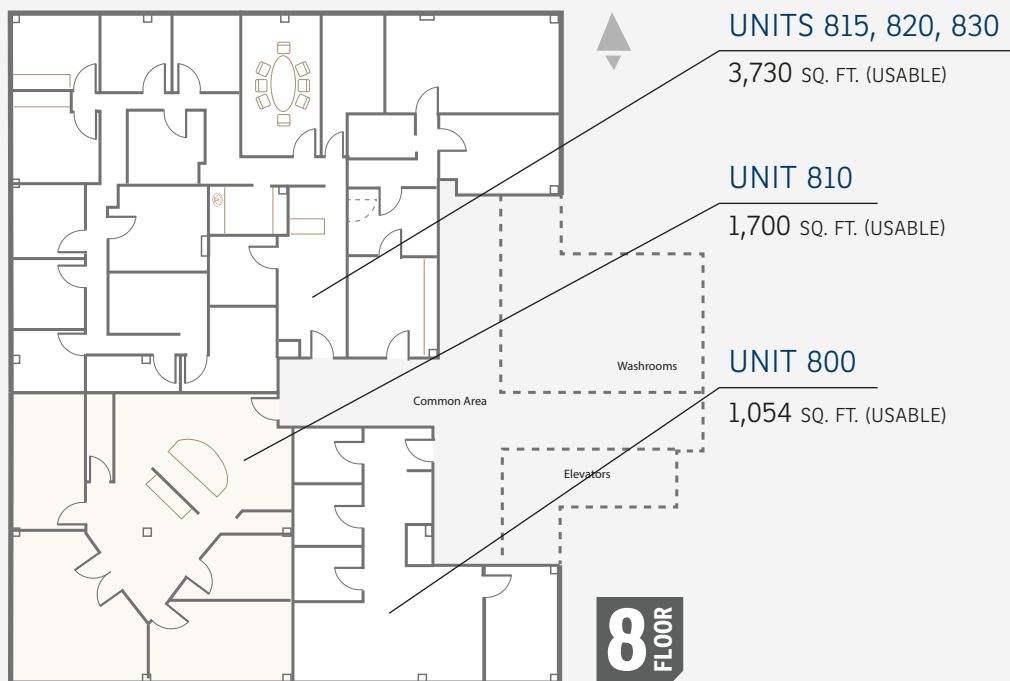 UNITS 815, 820, 830
3,730 SQ. FT. (USABLE)
UNIT 810
1,700 SQ. FT. (USABLE)
UNIT 800
1,054 SQ. FT. (USABLE)
Washrooms
Common Area
Elevators
8 FLOOR